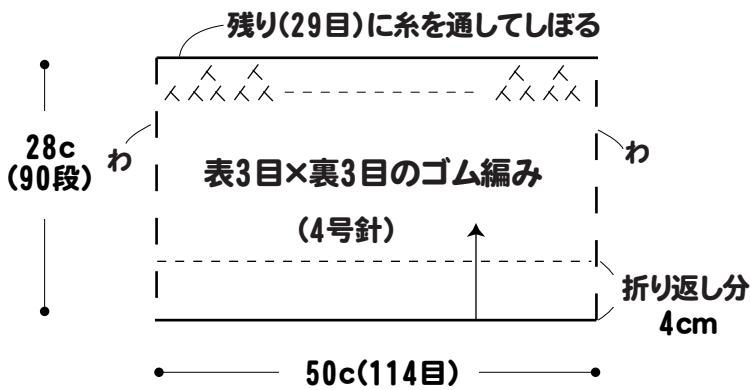 残り(29目)に糸を通してしぼる
28c
(90段)
わ
わ
表3目×裏3目のゴム編み
(4号針)
折り返し分
4cm
50c(114目)